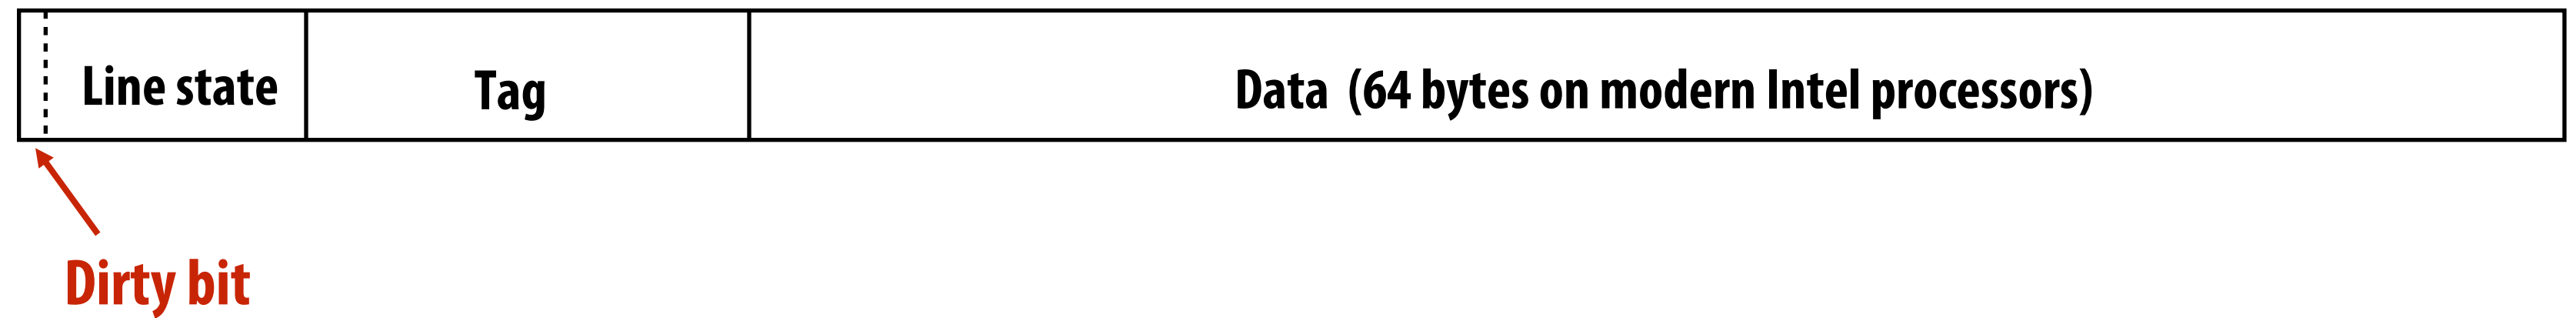 Line state
Tag
Data (64 bytes on modern Intel processors)
Dirty bit